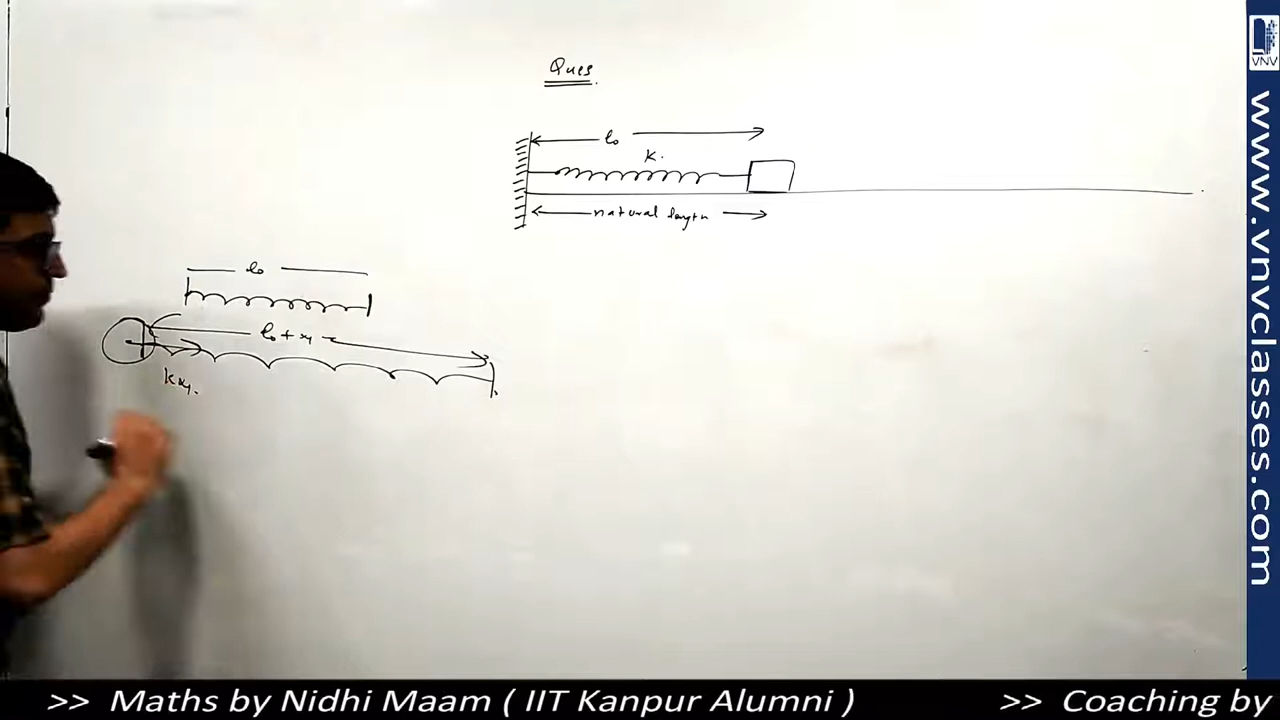 Ques.
l₀
K.
natural length
l₀
l₀ + x₁
kx₁.
VNV
www.vnvclasses.com
>> Maths by Nidhi Maam ( IIT Kanpur Alumni ) >> Coaching by